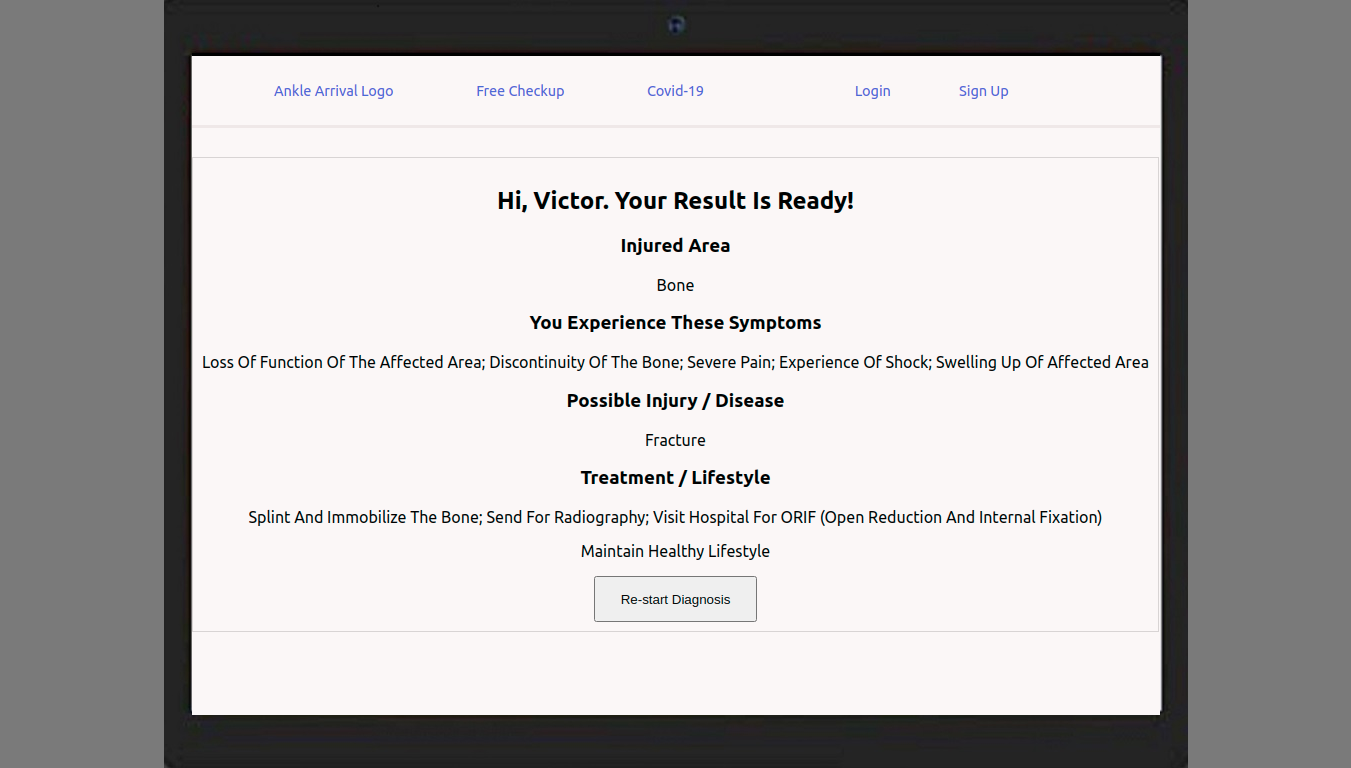 Ankle Arrival Logo Free Checkup Covid-19 Login Sign Up
Hi, Victor. Your Result Is Ready!
Injured Area
Bone
You Experience These Symptoms
Loss Of Function Of The Affected Area; Discontinuity Of The Bone; Severe Pain; Experience Of Shock; Swelling Up Of Affected Area
Possible Injury / Disease
Fracture
Treatment / Lifestyle
Splint And Immobilize The Bone; Send For Radiography; Visit Hospital For ORIF (Open Reduction And Internal Fixation)
Maintain Healthy Lifestyle
Re-start Diagnosis